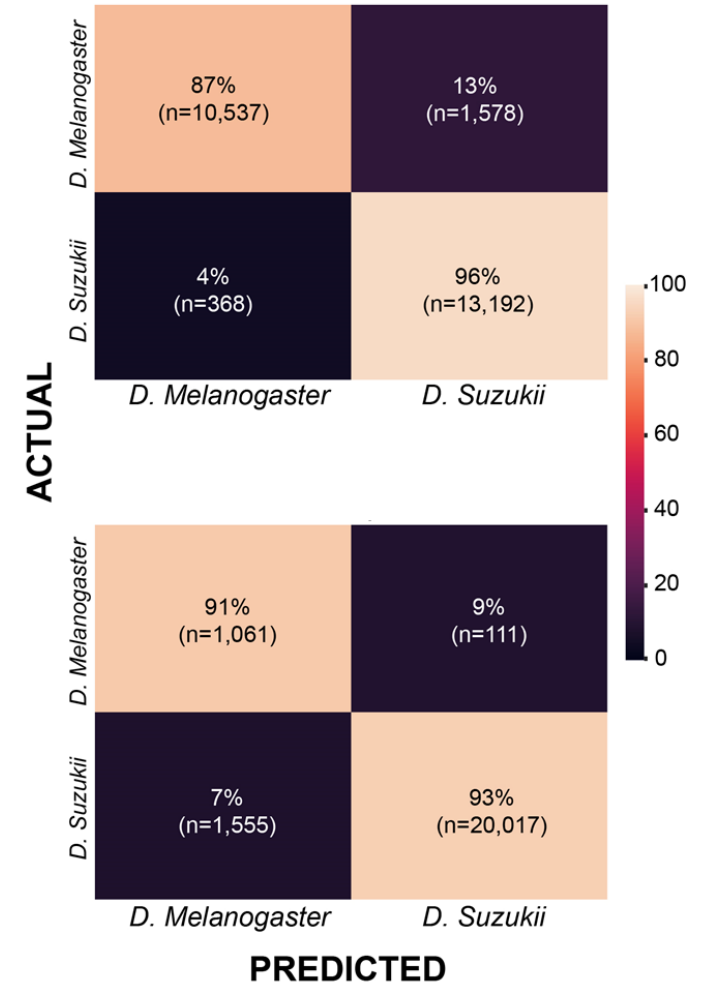 D. Melanogaster
87%
(n=10,537)
13%
(n=1,578)
D. Suzukii
4%
(n=368)
96%
(n=13,192)
D. Melanogaster
D. Suzukii
100
80
60
40
20
0
ACTUAL
D. Melanogaster
91%
(n=1,061)
9%
(n=111)
D. Suzukii
7%
(n=1,555)
93%
(n=20,017)
D. Melanogaster
D. Suzukii
PREDICTED